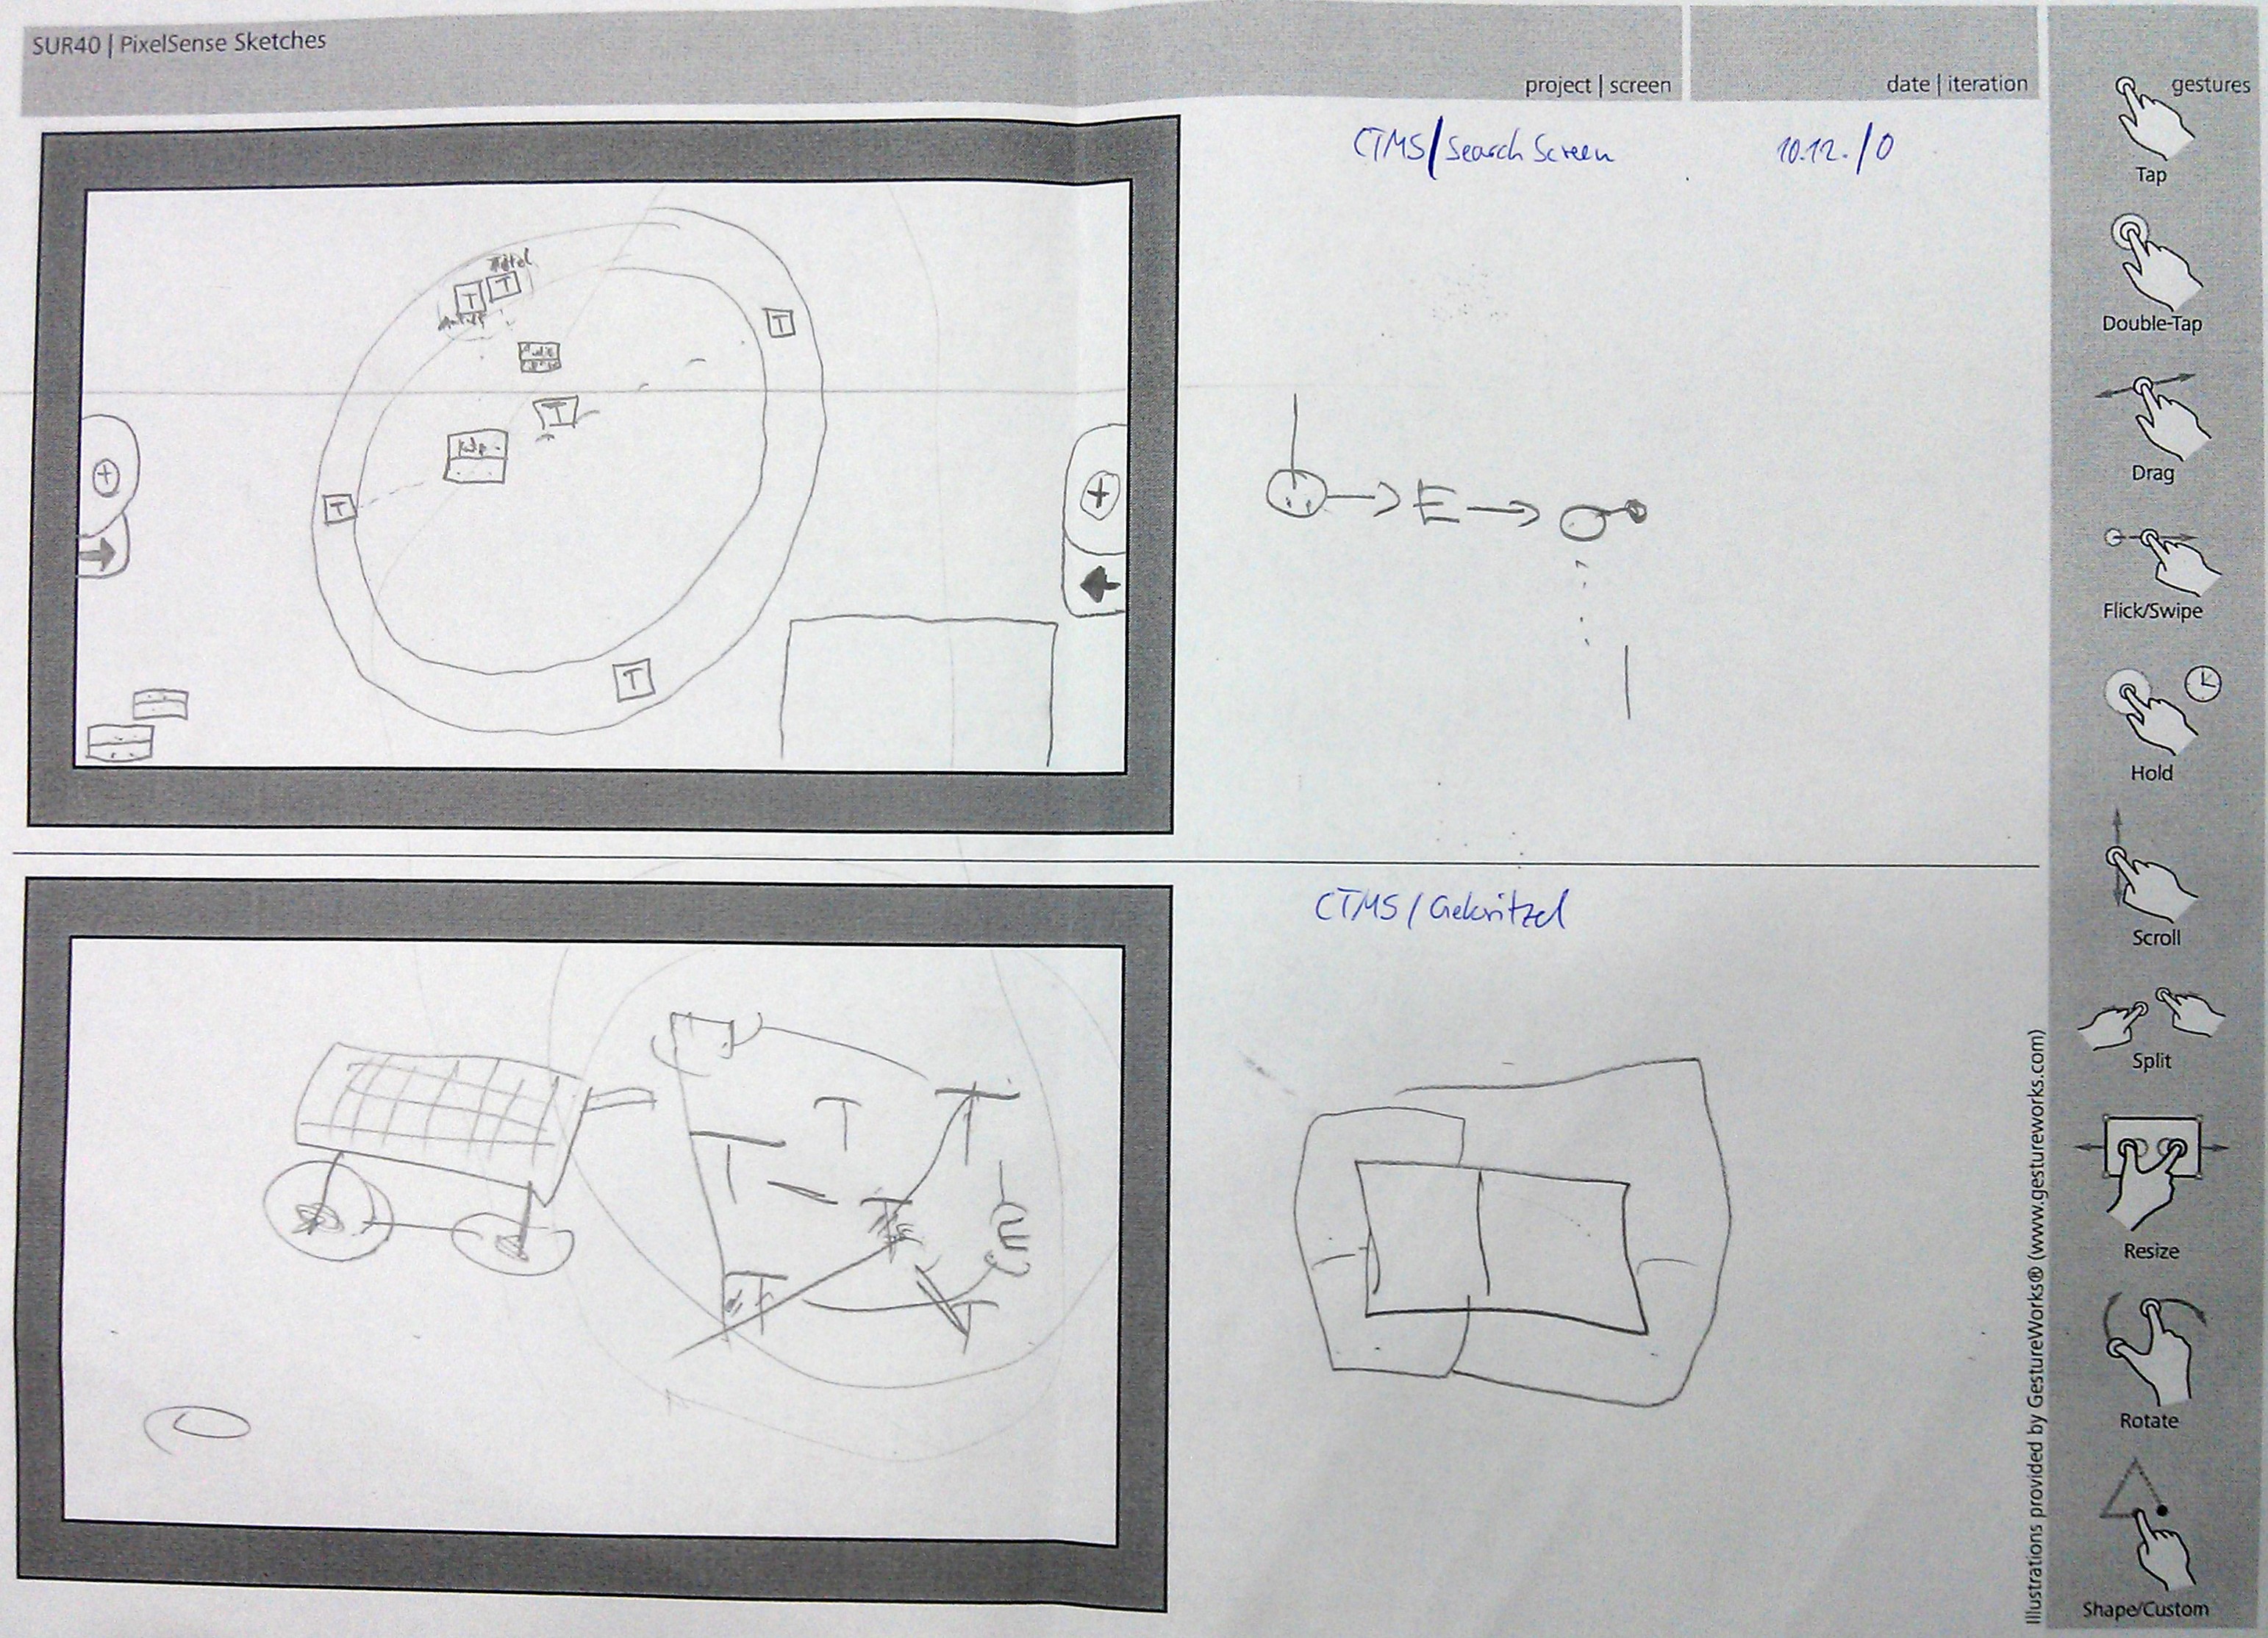 SUR40 | PixelSense Sketches
project | screen
date | iteration
gestures
CTMS/Search Screen
10.12./0
Titel
T
T
T
T
T
T
E
CTMS/Gekritzel
T
T
T
T
T
T
Tap
Double-Tap
Drag
Flick/Swipe
Hold
Scroll
Split
Resize
Rotate
Shape/Custom
Illustrations provided by GestureWorks® (www.gestureworks.com)